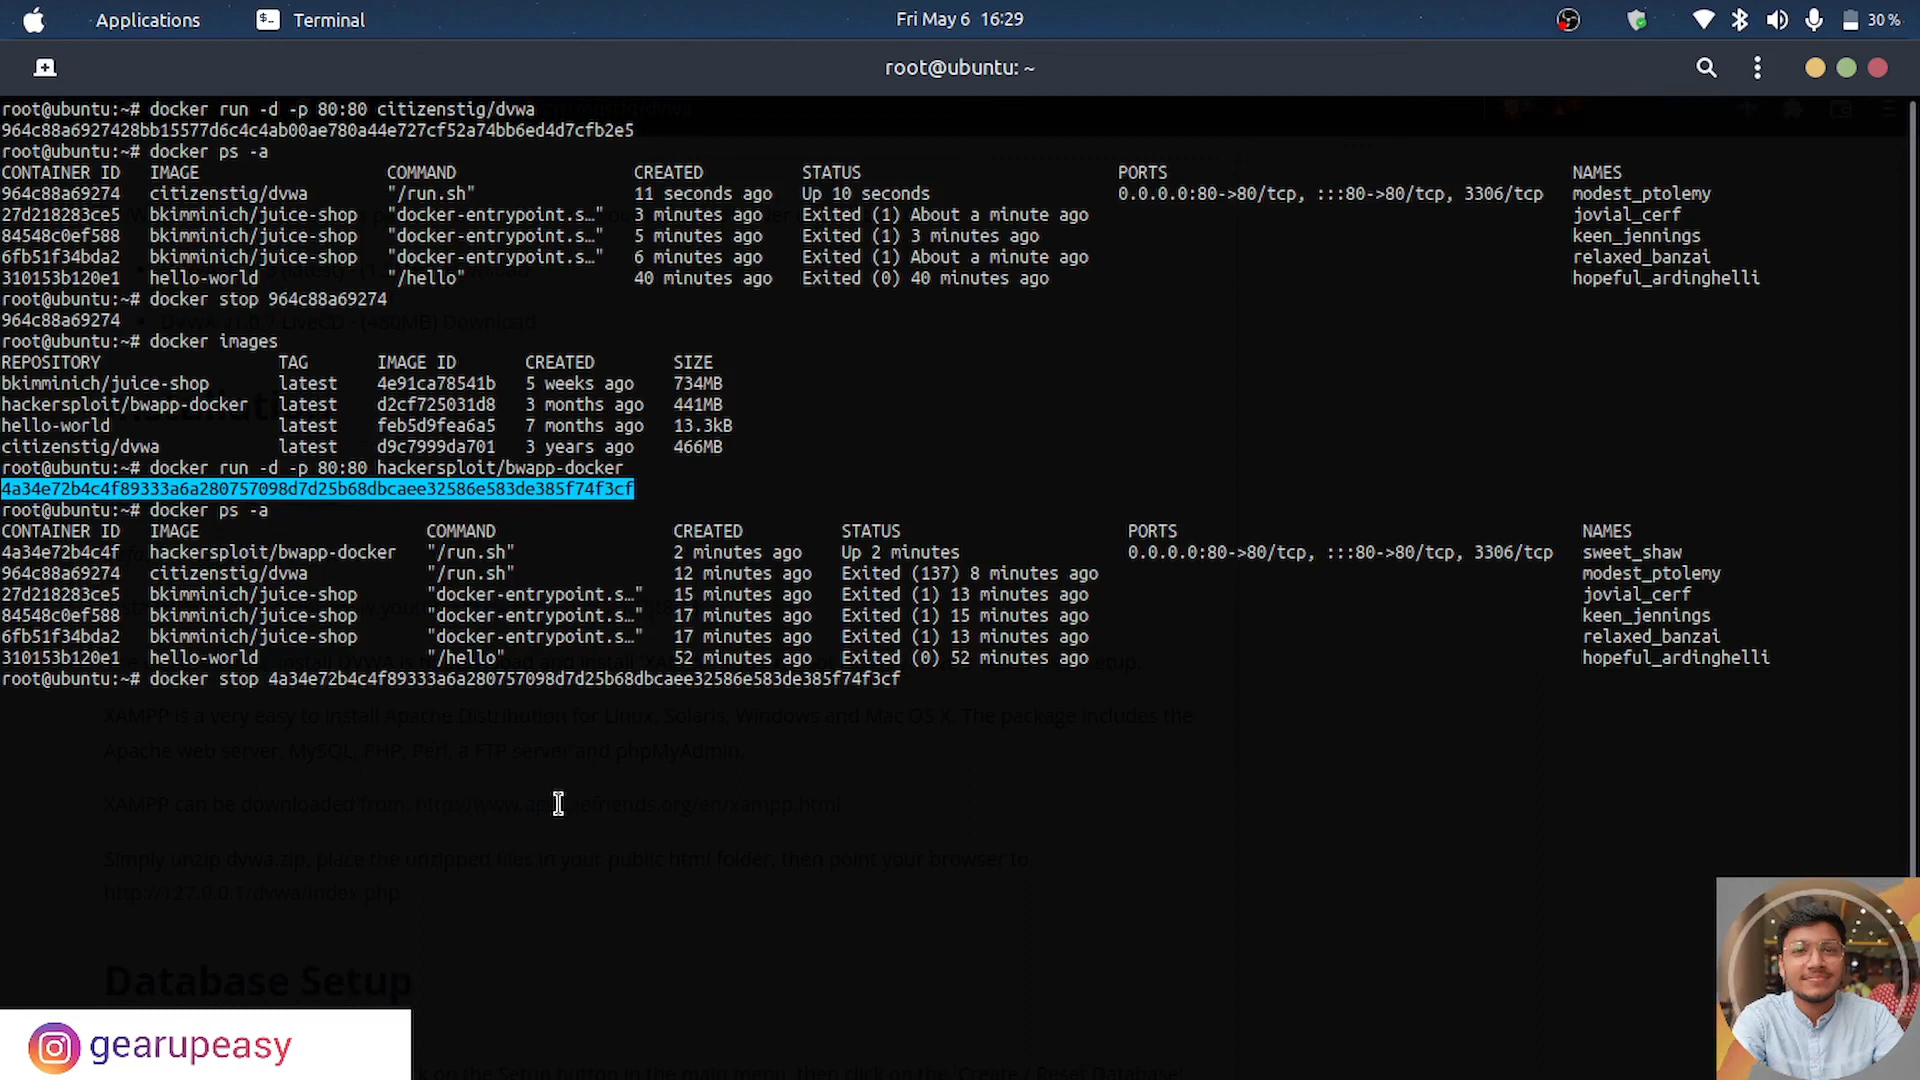 Applications Terminal Fri May 6 16:29 30 %
root@ubuntu: ~
root@ubuntu:~# docker run -d -p 80:80 citizenstig/dvwa
964c88a6927428bb15577d6c4c4ab00ae780a44e727cf52a74bb6ed4d7cfb2e5
root@ubuntu:~# docker ps -a
CONTAINER ID IMAGE COMMAND CREATED STATUS PORTS NAMES
964c88a69274 citizenstig/dvwa "/run.sh" 11 seconds ago Up 10 seconds 0.0.0.0:80->80/tcp, :::80->80/tcp, 3306/tcp modest_ptolemy
27d218283ce5 bkimminich/juice-shop "docker-entrypoint.s…" 3 minutes ago Exited (1) About a minute ago jovial_cerf
84548c0ef588 bkimminich/juice-shop "docker-entrypoint.s…" 5 minutes ago Exited (1) 3 minutes ago keen_jennings
6fb51f34bda2 bkimminich/juice-shop "docker-entrypoint.s…" 6 minutes ago Exited (1) About a minute ago relaxed_banzai
310153b120e1 hello-world "/hello" 40 minutes ago Exited (0) 40 minutes ago hopeful_ardinghelli
root@ubuntu:~# docker stop 964c88a69274
964c88a69274
root@ubuntu:~# docker images
REPOSITORY TAG IMAGE ID CREATED SIZE
bkimminich/juice-shop latest 4e91ca78541b 5 weeks ago 734MB
hackersploit/bwapp-docker latest d2cf725031d8 3 months ago 441MB
hello-world latest feb5d9fea6a5 7 months ago 13.3kB
citizenstig/dvwa latest d9c7999da701 3 years ago 466MB
root@ubuntu:~# docker run -d -p 80:80 hackersploit/bwapp-docker
4a34e72b4c4f89333a6a280757098d7d25b68dbcaee32586e583de385f74f3cf
root@ubuntu:~# docker ps -a
CONTAINER ID IMAGE COMMAND CREATED STATUS PORTS NAMES
4a34e72b4c4f hackersploit/bwapp-docker "/run.sh" 2 minutes ago Up 2 minutes 0.0.0.0:80->80/tcp, :::80->80/tcp, 3306/tcp sweet_shaw
964c88a69274 citizenstig/dvwa "/run.sh" 12 minutes ago Exited (137) 8 minutes ago modest_ptolemy
27d218283ce5 bkimminich/juice-shop "docker-entrypoint.s…" 15 minutes ago Exited (1) 13 minutes ago jovial_cerf
84548c0ef588 bkimminich/juice-shop "docker-entrypoint.s…" 17 minutes ago Exited (1) 15 minutes ago keen_jennings
6fb51f34bda2 bkimminich/juice-shop "docker-entrypoint.s…" 17 minutes ago Exited (1) 13 minutes ago relaxed_banzai
310153b120e1 hello-world "/hello" 52 minutes ago Exited (0) 52 minutes ago hopeful_ardinghelli
root@ubuntu:~# docker stop 4a34e72b4c4f89333a6a280757098d7d25b68dbcaee32586e583de385f74f3cf
XAMPP is a very easy to install Apache Distribution for Linux, Solaris, Windows and Mac OS X. The package includes the
Apache web server, MySQL, PHP, Perl, a FTP server and phpMyAdmin.
XAMPP can be downloaded from: http://www.apachefriends.org/en/xampp.html
Simply unzip dvwa.zip, place the unzipped files in your public html folder, then point your browser to
http://127.0.0.1/dvwa/index.php
Database Setup
k on the Setup button in the main menu, then click on the 'Create / Reset Database'
gearupeasy